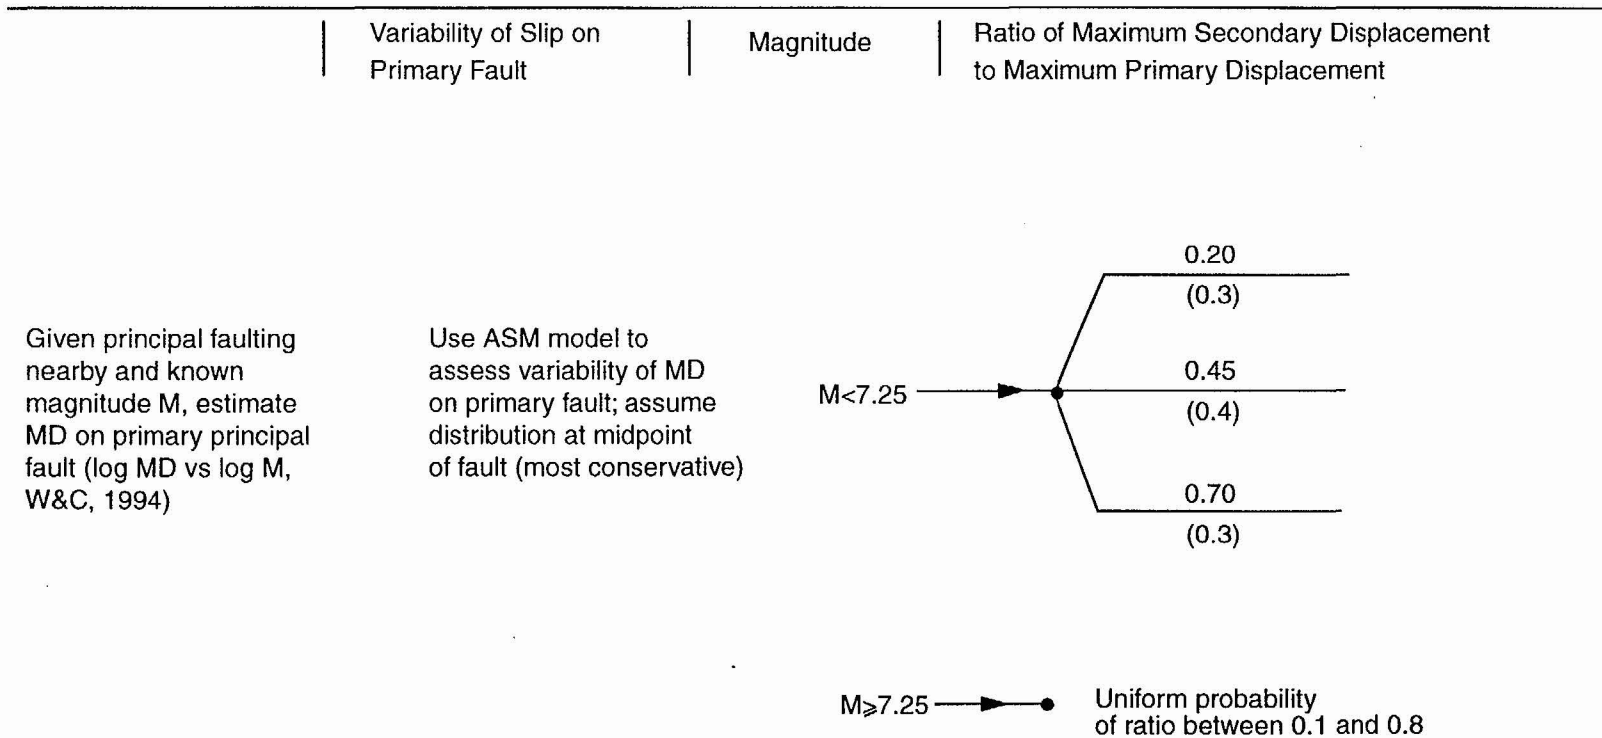 Variability of Slip on
Primary Fault
Magnitude
Ratio of Maximum Secondary Displacement
to Maximum Primary Displacement
Given principal faulting
nearby and known
magnitude M, estimate
MD on primary principal
fault (log MD vs log M,
W&C, 1994)
Use ASM model to
assess variability of MD
on primary fault; assume
distribution at midpoint
of fault (most conservative)
M<7.25
0.20
(0.3)
0.45
(0.4)
0.70
(0.3)
M⩾7.25
Uniform probability
of ratio between 0.1 and 0.8